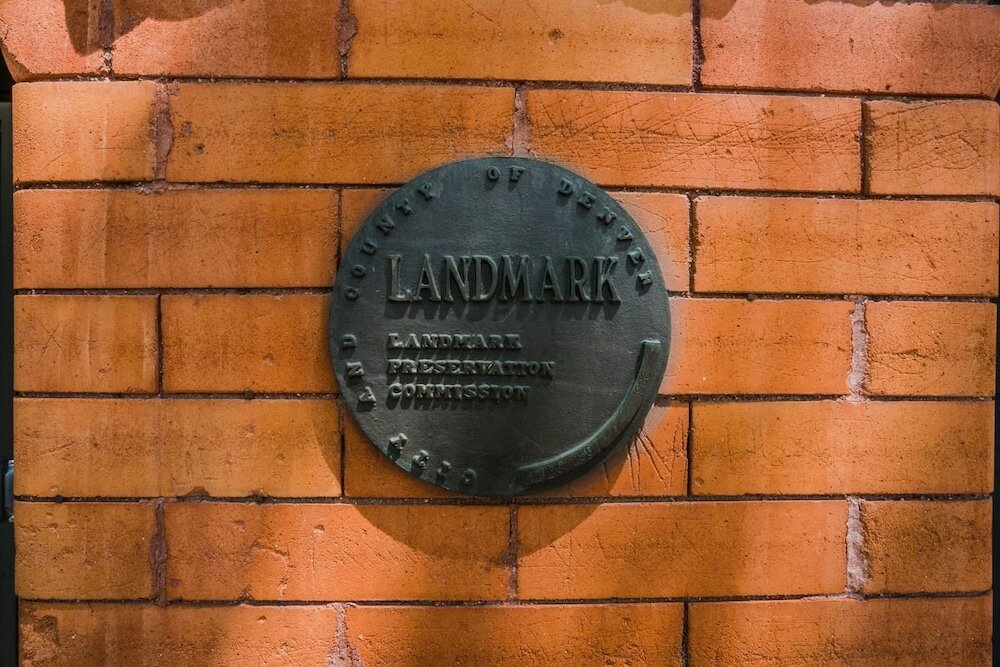 CITY AND COUNTY OF DENVER
LANDMARK
LANDMARK
PRESERVATION
COMMISSION